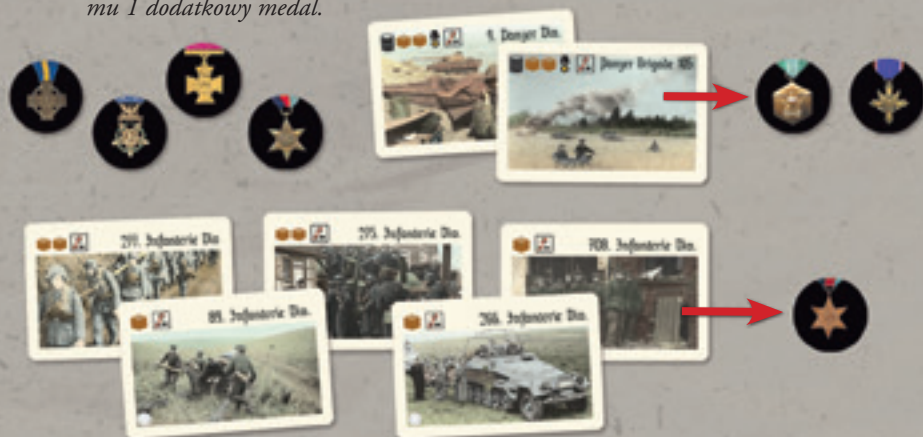 mu 1 dodatkowy medal.
9. Panzer Div.
Panzer Brigade 105
Infanterie Div.
275. Infanterie Div.
708. Infanterie Div.
89. Infanterie Div.
266. Infanterie Div.